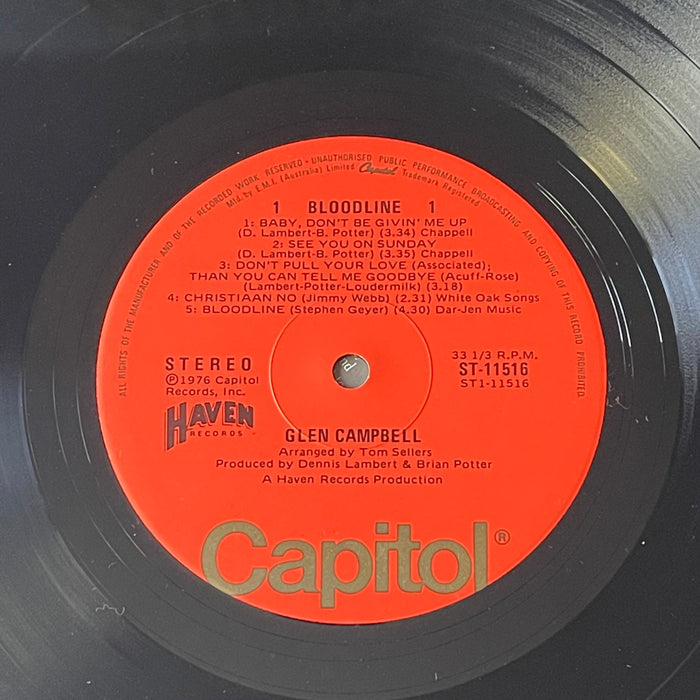 ALL RIGHTS OF THE MANUFACTURER AND OF THE RECORDED WORK RESERVED • UNAUTHORISED PUBLIC PERFORMANCE BROADCASTING AND COPYING OF THIS RECORD PROHIBITED.
Mfd. by E.M.I. (Australia) Limited Capitol Trademark Registered
1 BLOODLINE 1
1: BABY, DON'T BE GIVIN' ME UP
(D. Lambert-B. Potter) (3.34) Chappell
2: SEE YOU ON SUNDAY
(D. Lambert-B. Potter) (3.35) Chappell
3: DON'T PULL YOUR LOVE (Associated);
THAN YOU CAN TELL ME GOODBYE (Acuff-Rose)
(Lambert-Potter-Loudermilk) (3.18)
4: CHRISTIAAN NO (Jimmy Webb) (2.31) White Oak Songs
5: BLOODLINE (Stephen Geyer) (4.30) Dar-Jen Music
STEREO
℗1976 Capitol
Records, Inc.
HAVEN
RECORDS
33 1/3 R.P.M.
ST-11516
ST1-11516
GLEN CAMPBELL
Arranged by Tom Sellers
Produced by Dennis Lambert & Brian Potter
A Haven Records Production
Capitol®